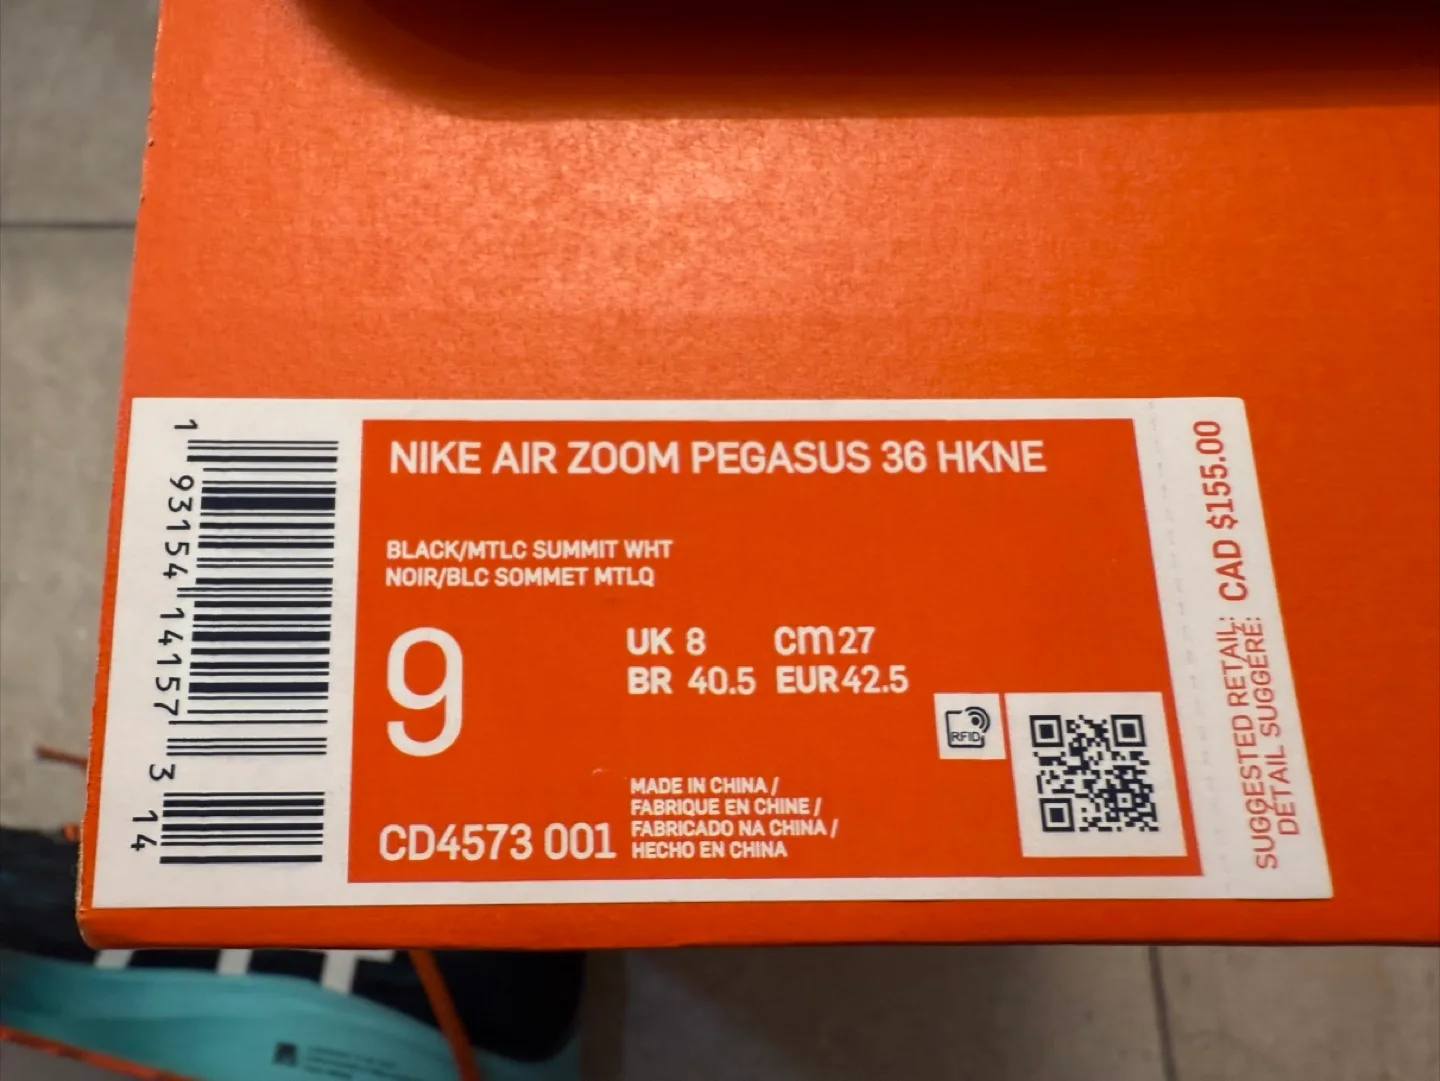 NIKE AIR ZOOM PEGASUS 36 HKNE
BLACK/MTLC SUMMIT WHT
NOIR/BLC SOMMET MTLQ
9
UK 8 cm 27
BR 40.5 EUR 42.5
RFID
MADE IN CHINA /
FABRIQUE EN CHINE /
FABRICADO NA CHINA /
HECHO EN CHINA
CD4573 001
1 93154 14157 3 14
SUGGESTED RETAIL: CAD $155.00
DÉTAIL SUGGÉRÉ: